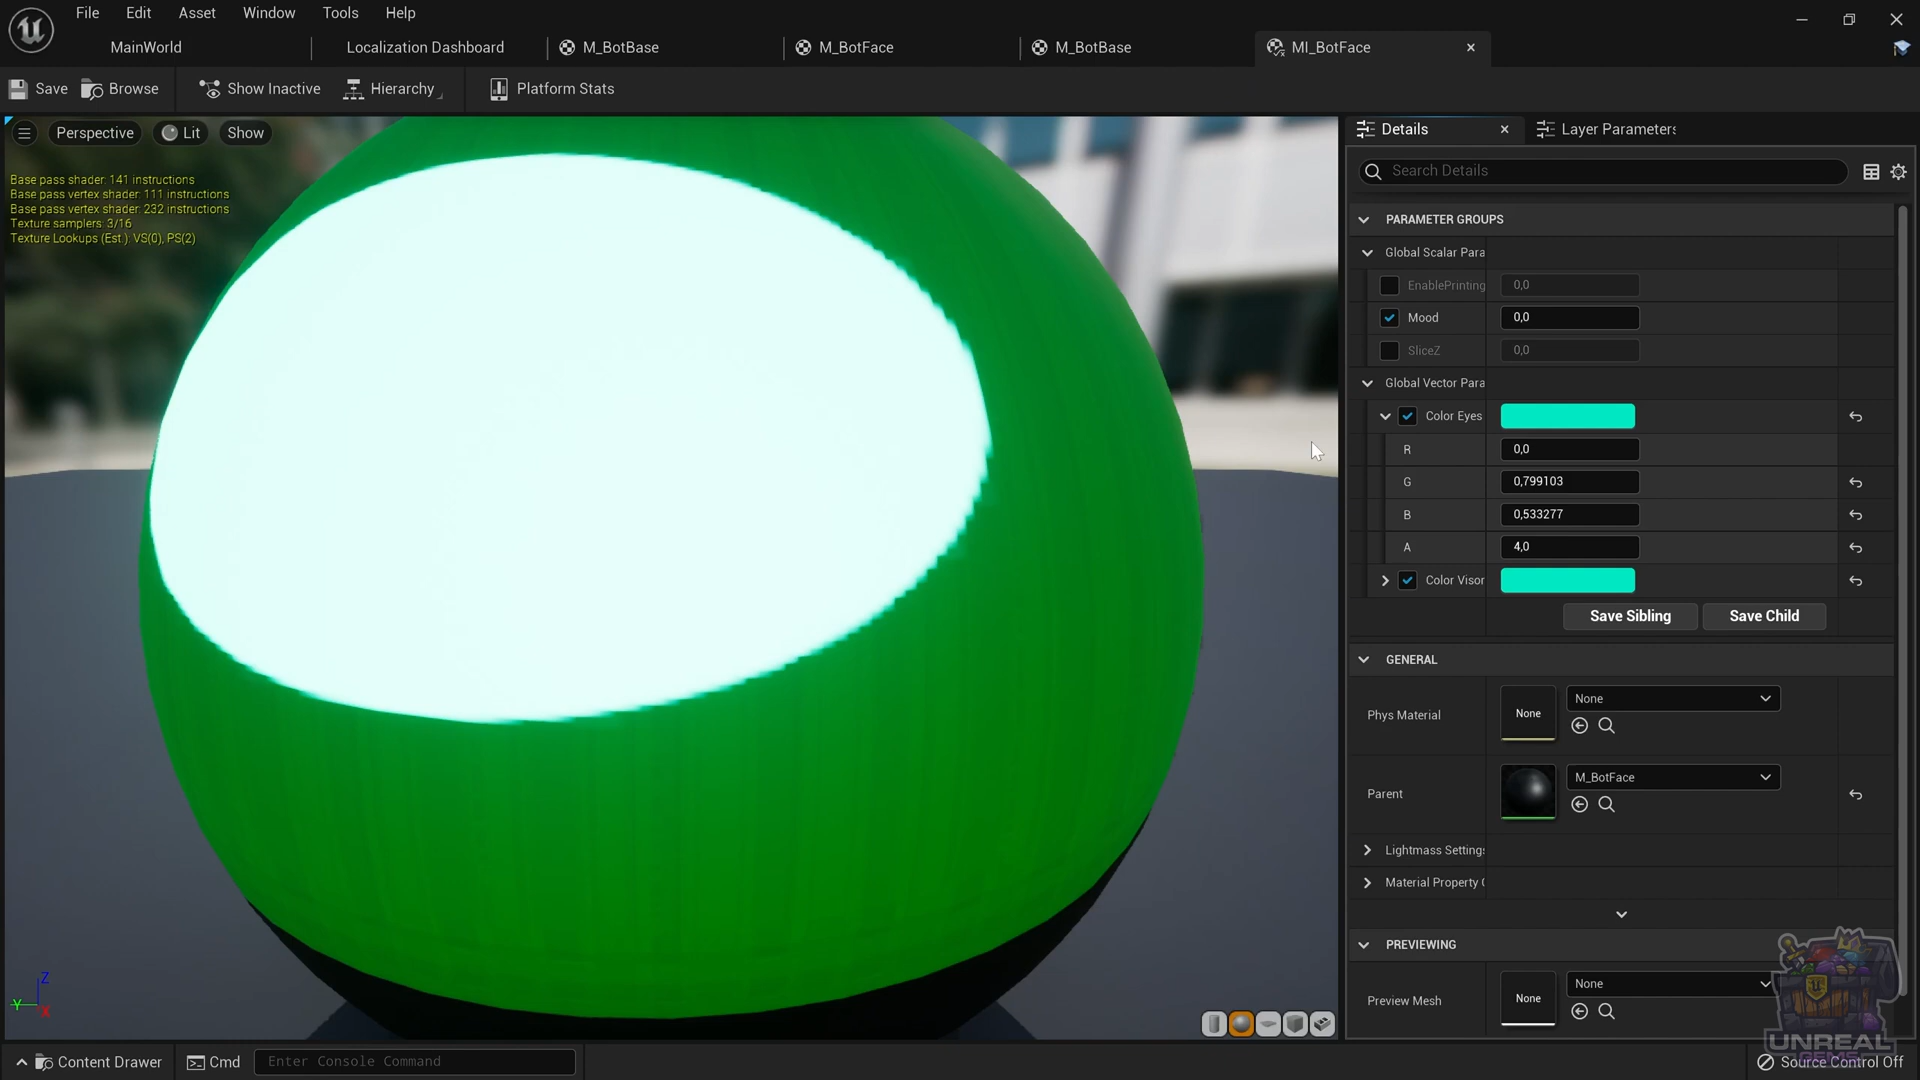 File Edit Asset Window Tools Help
MainWorld Localization Dashboard M_BotBase M_BotFace M_BotBase MI_BotFace
Save Browse Show Inactive Hierarchy Platform Stats
Perspective Lit Show
Base pass shader: 141 instructions
Base pass vertex shader: 111 instructions
Base pass vertex shader: 232 instructions
Texture samplers: 3/16
Texture Lookups (Est.): VS(0), PS(2)
Z
Y
X
Details Layer Parameters
Search Details
PARAMETER GROUPS
Global Scalar Para
EnablePrinting 0,0
Mood 0,0
SliceZ 0,0
Global Vector Para
Color Eyes
R 0,0
G 0,799103
B 0,533277
A 4,0
Color Visor
Save Sibling Save Child
GENERAL
Phys Material None None
Parent M_BotFace
Lightmass Settings
Material Property
PREVIEWING
Preview Mesh None None
UNREAL
GEMS
Content Drawer Cmd Enter Console Command Source Control Off